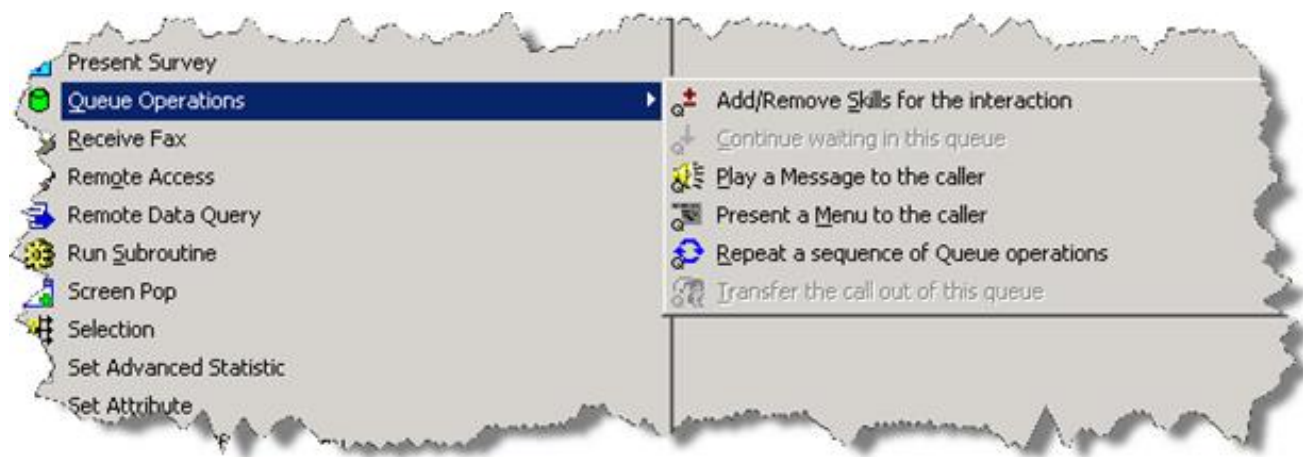 Present Survey
Queue Operations
Receive Fax
Remote Access
Remote Data Query
Run Subroutine
Screen Pop
Selection
Set Advanced Statistic
Set Attribute
Add/Remove Skills for the interaction
Continue waiting in this queue
Play a Message to the caller
Present a Menu to the caller
Repeat a sequence of Queue operations
Transfer the call out of this queue